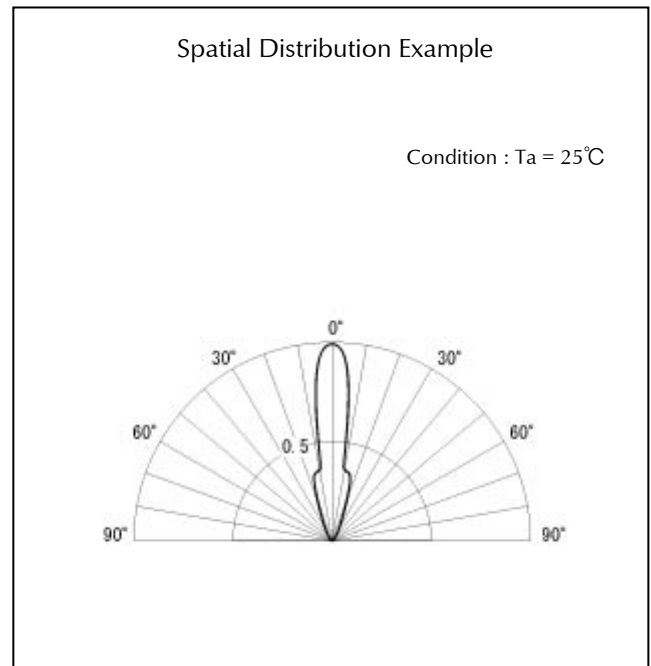 Spatial Distribution Example
Condition : Ta = 25℃
0°
30° 30°
60° 60°
0. 5
90° 90°